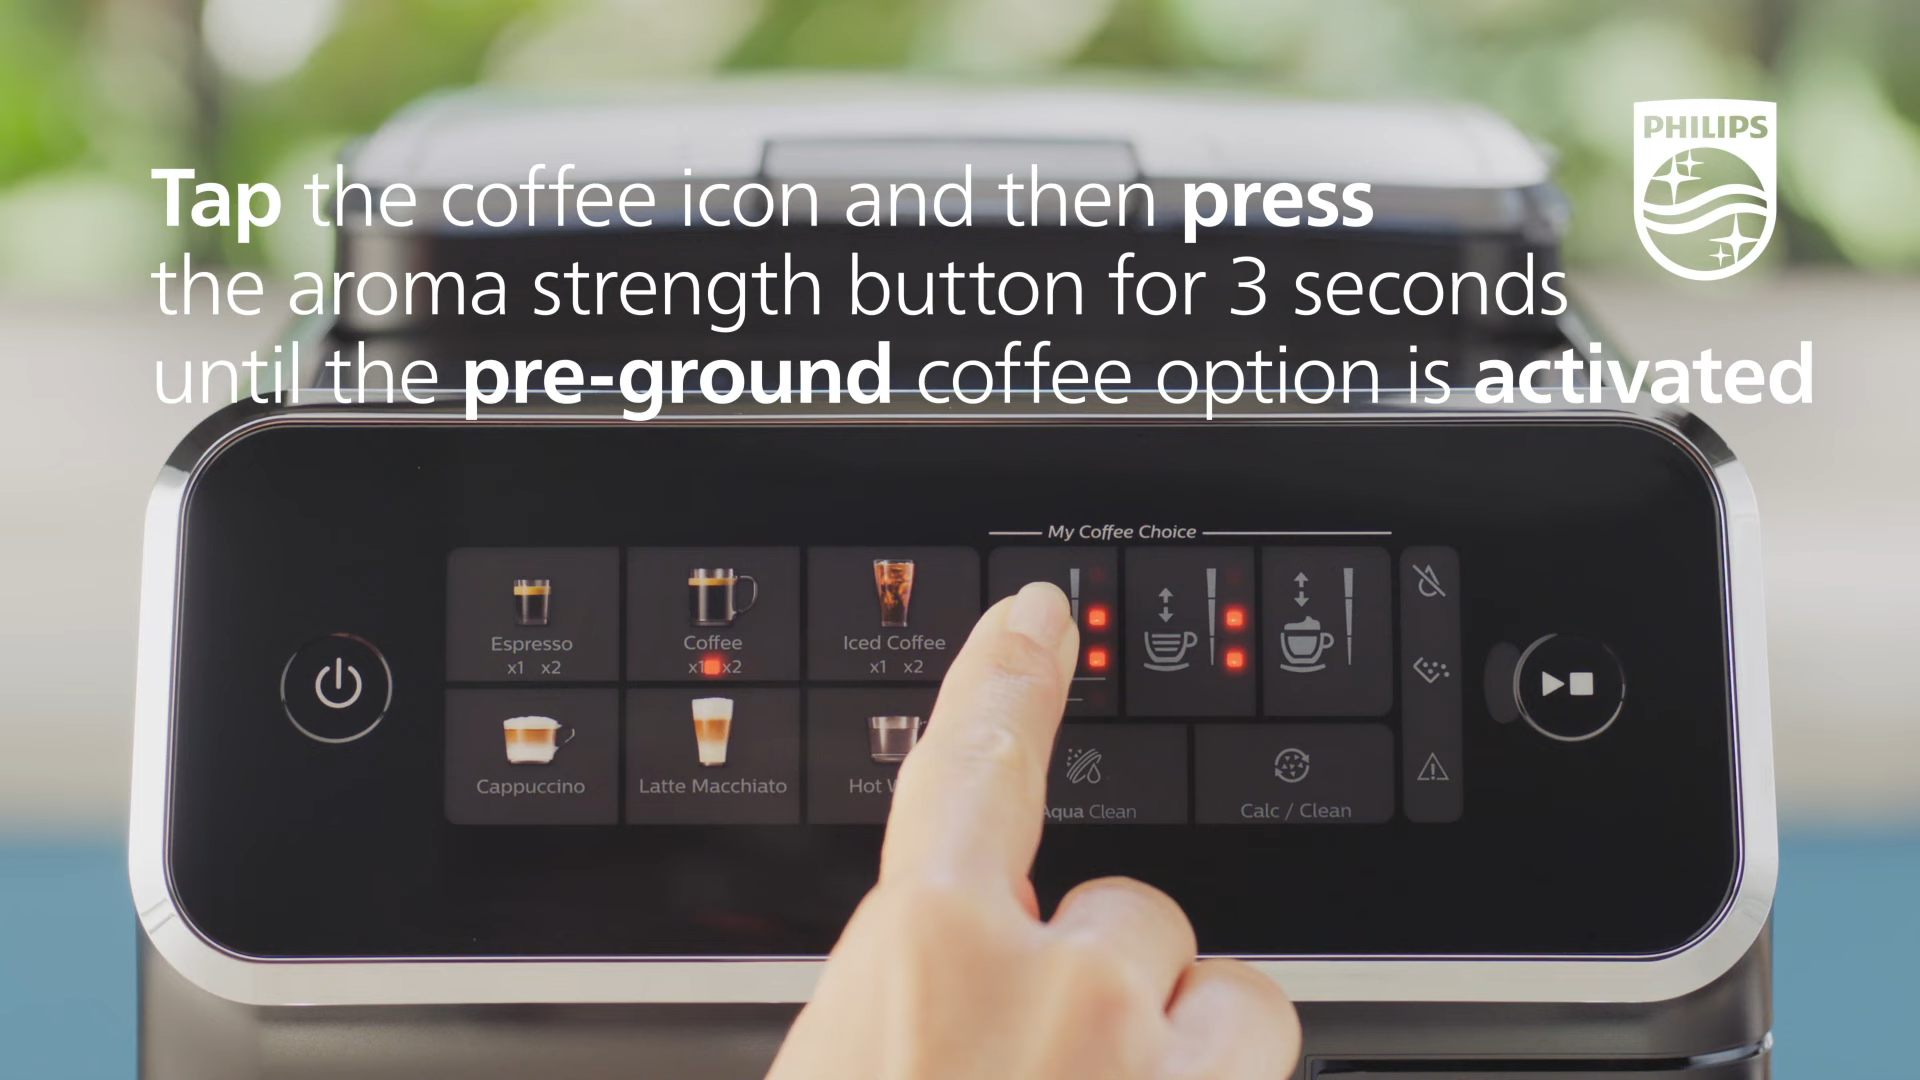 PHILIPS
Tap the coffee icon and then press
the aroma strength button for 3 seconds
until the pre-ground coffee option is activated
My Coffee Choice
Espresso
x1 x2
Coffee
x1 x2
Iced Coffee
x1 x2
Cappuccino
Latte Macchiato
Hot
Aqua Clean
Calc / Clean